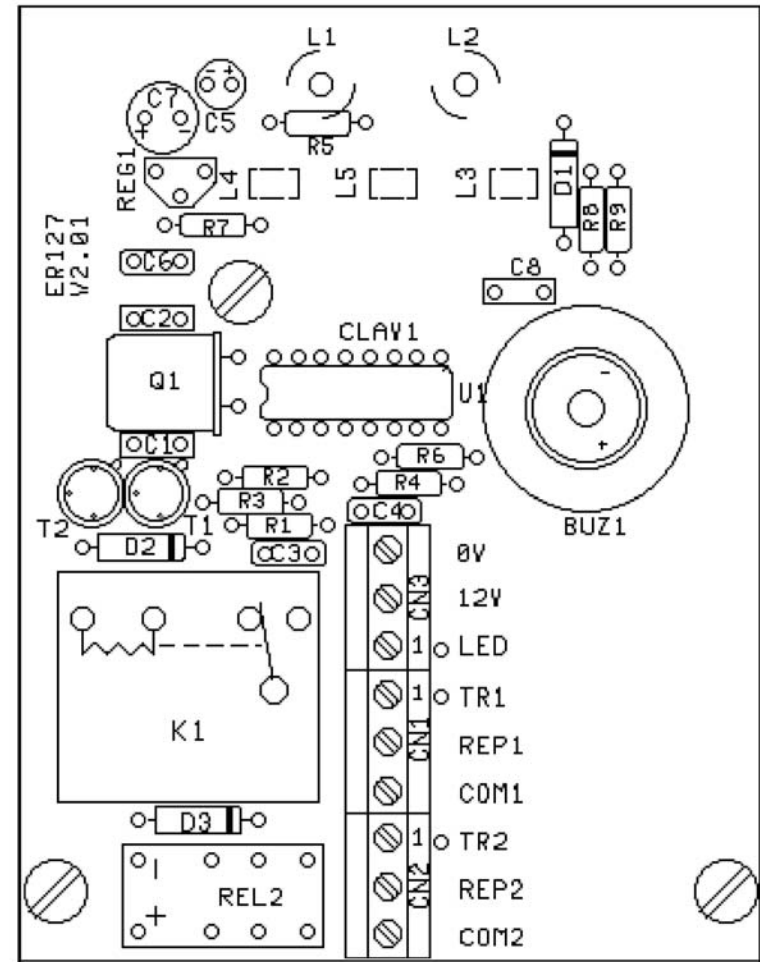 L1
L2
C7
- +
C5
+ -
R5
REG1
L4
L5
L3
D1
R8
R9
R7
ER127
V2.01
C6
C8
C2
CLAV1
Q1
U1
-
+
C1
R6
R2
R4
R3
C4
T2
T1
R1
BUZ1
D2
C3
0V
CN3
12V
1 LED
1 TR1
K1
CN1
REP1
COM1
D3
1 TR2
-
REL2
CN2
REP2
+
COM2